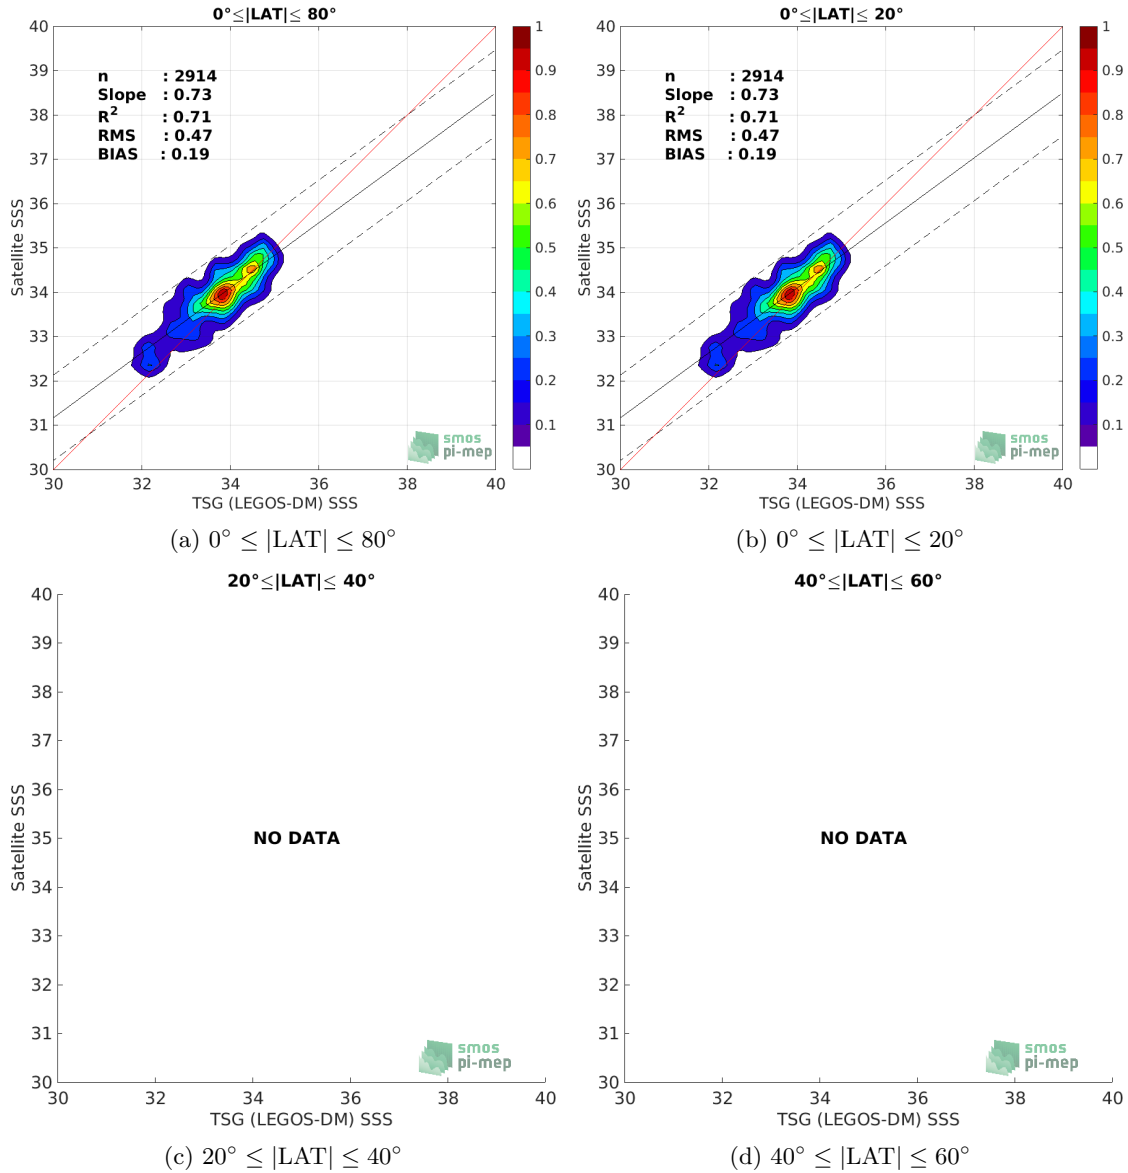 0°≤|LAT|≤ 80°
40
39
38
37
36
35
34
33
32
31
30
Satellite SSS
n : 2914
Slope : 0.73
R² : 0.71
RMS : 0.47
BIAS : 0.19
smos
pi-mep
30 32 34 36 38 40
TSG (LEGOS-DM) SSS
1
0.9
0.8
0.7
0.6
0.5
0.4
0.3
0.2
0.1
(a) 0° ≤ |LAT| ≤ 80°
0°≤|LAT|≤ 20°
40
39
38
37
36
35
34
33
32
31
30
Satellite SSS
n : 2914
Slope : 0.73
R² : 0.71
RMS : 0.47
BIAS : 0.19
smos
pi-mep
30 32 34 36 38 40
TSG (LEGOS-DM) SSS
1
0.9
0.8
0.7
0.6
0.5
0.4
0.3
0.2
0.1
(b) 0° ≤ |LAT| ≤ 20°
20°≤|LAT|≤ 40°
40
39
38
37
36
35
34
33
32
31
30
Satellite SSS
NO DATA
smos
pi-mep
30 32 34 36 38 40
TSG (LEGOS-DM) SSS
(c) 20° ≤ |LAT| ≤ 40°
40°≤|LAT|≤ 60°
40
39
38
37
36
35
34
33
32
31
30
Satellite SSS
NO DATA
smos
pi-mep
30 32 34 36 38 40
TSG (LEGOS-DM) SSS
(d) 40° ≤ |LAT| ≤ 60°